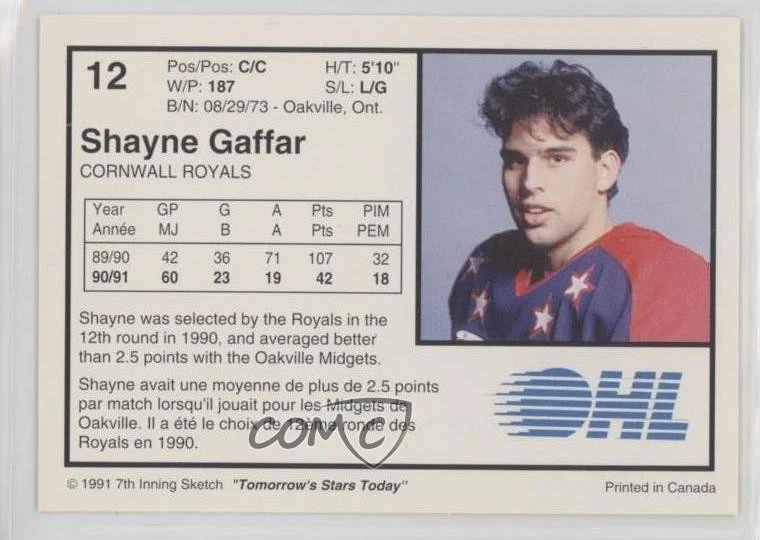 12
Pos/Pos: C/C H/T: 5'10"
W/P: 187 S/L: L/G
B/N: 08/29/73 - Oakville, Ont.
Shayne Gaffar
CORNWALL ROYALS
Year GP G A Pts PIM
Année MJ B A Pts PEM
89/90 42 36 71 107 32
90/91 60 23 19 42 18
Shayne was selected by the Royals in the
12th round in 1990, and averaged better
than 2.5 points with the Oakville Midgets.
Shayne avait une moyenne de plus de 2.5 points
par match lorsqu'il jouait pour les Midgets de
Oakville. Il a été le choix de 12ème ronde des
Royals en 1990.
COMC
OHL
© 1991 7th Inning Sketch "Tomorrow's Stars Today"
Printed in Canada